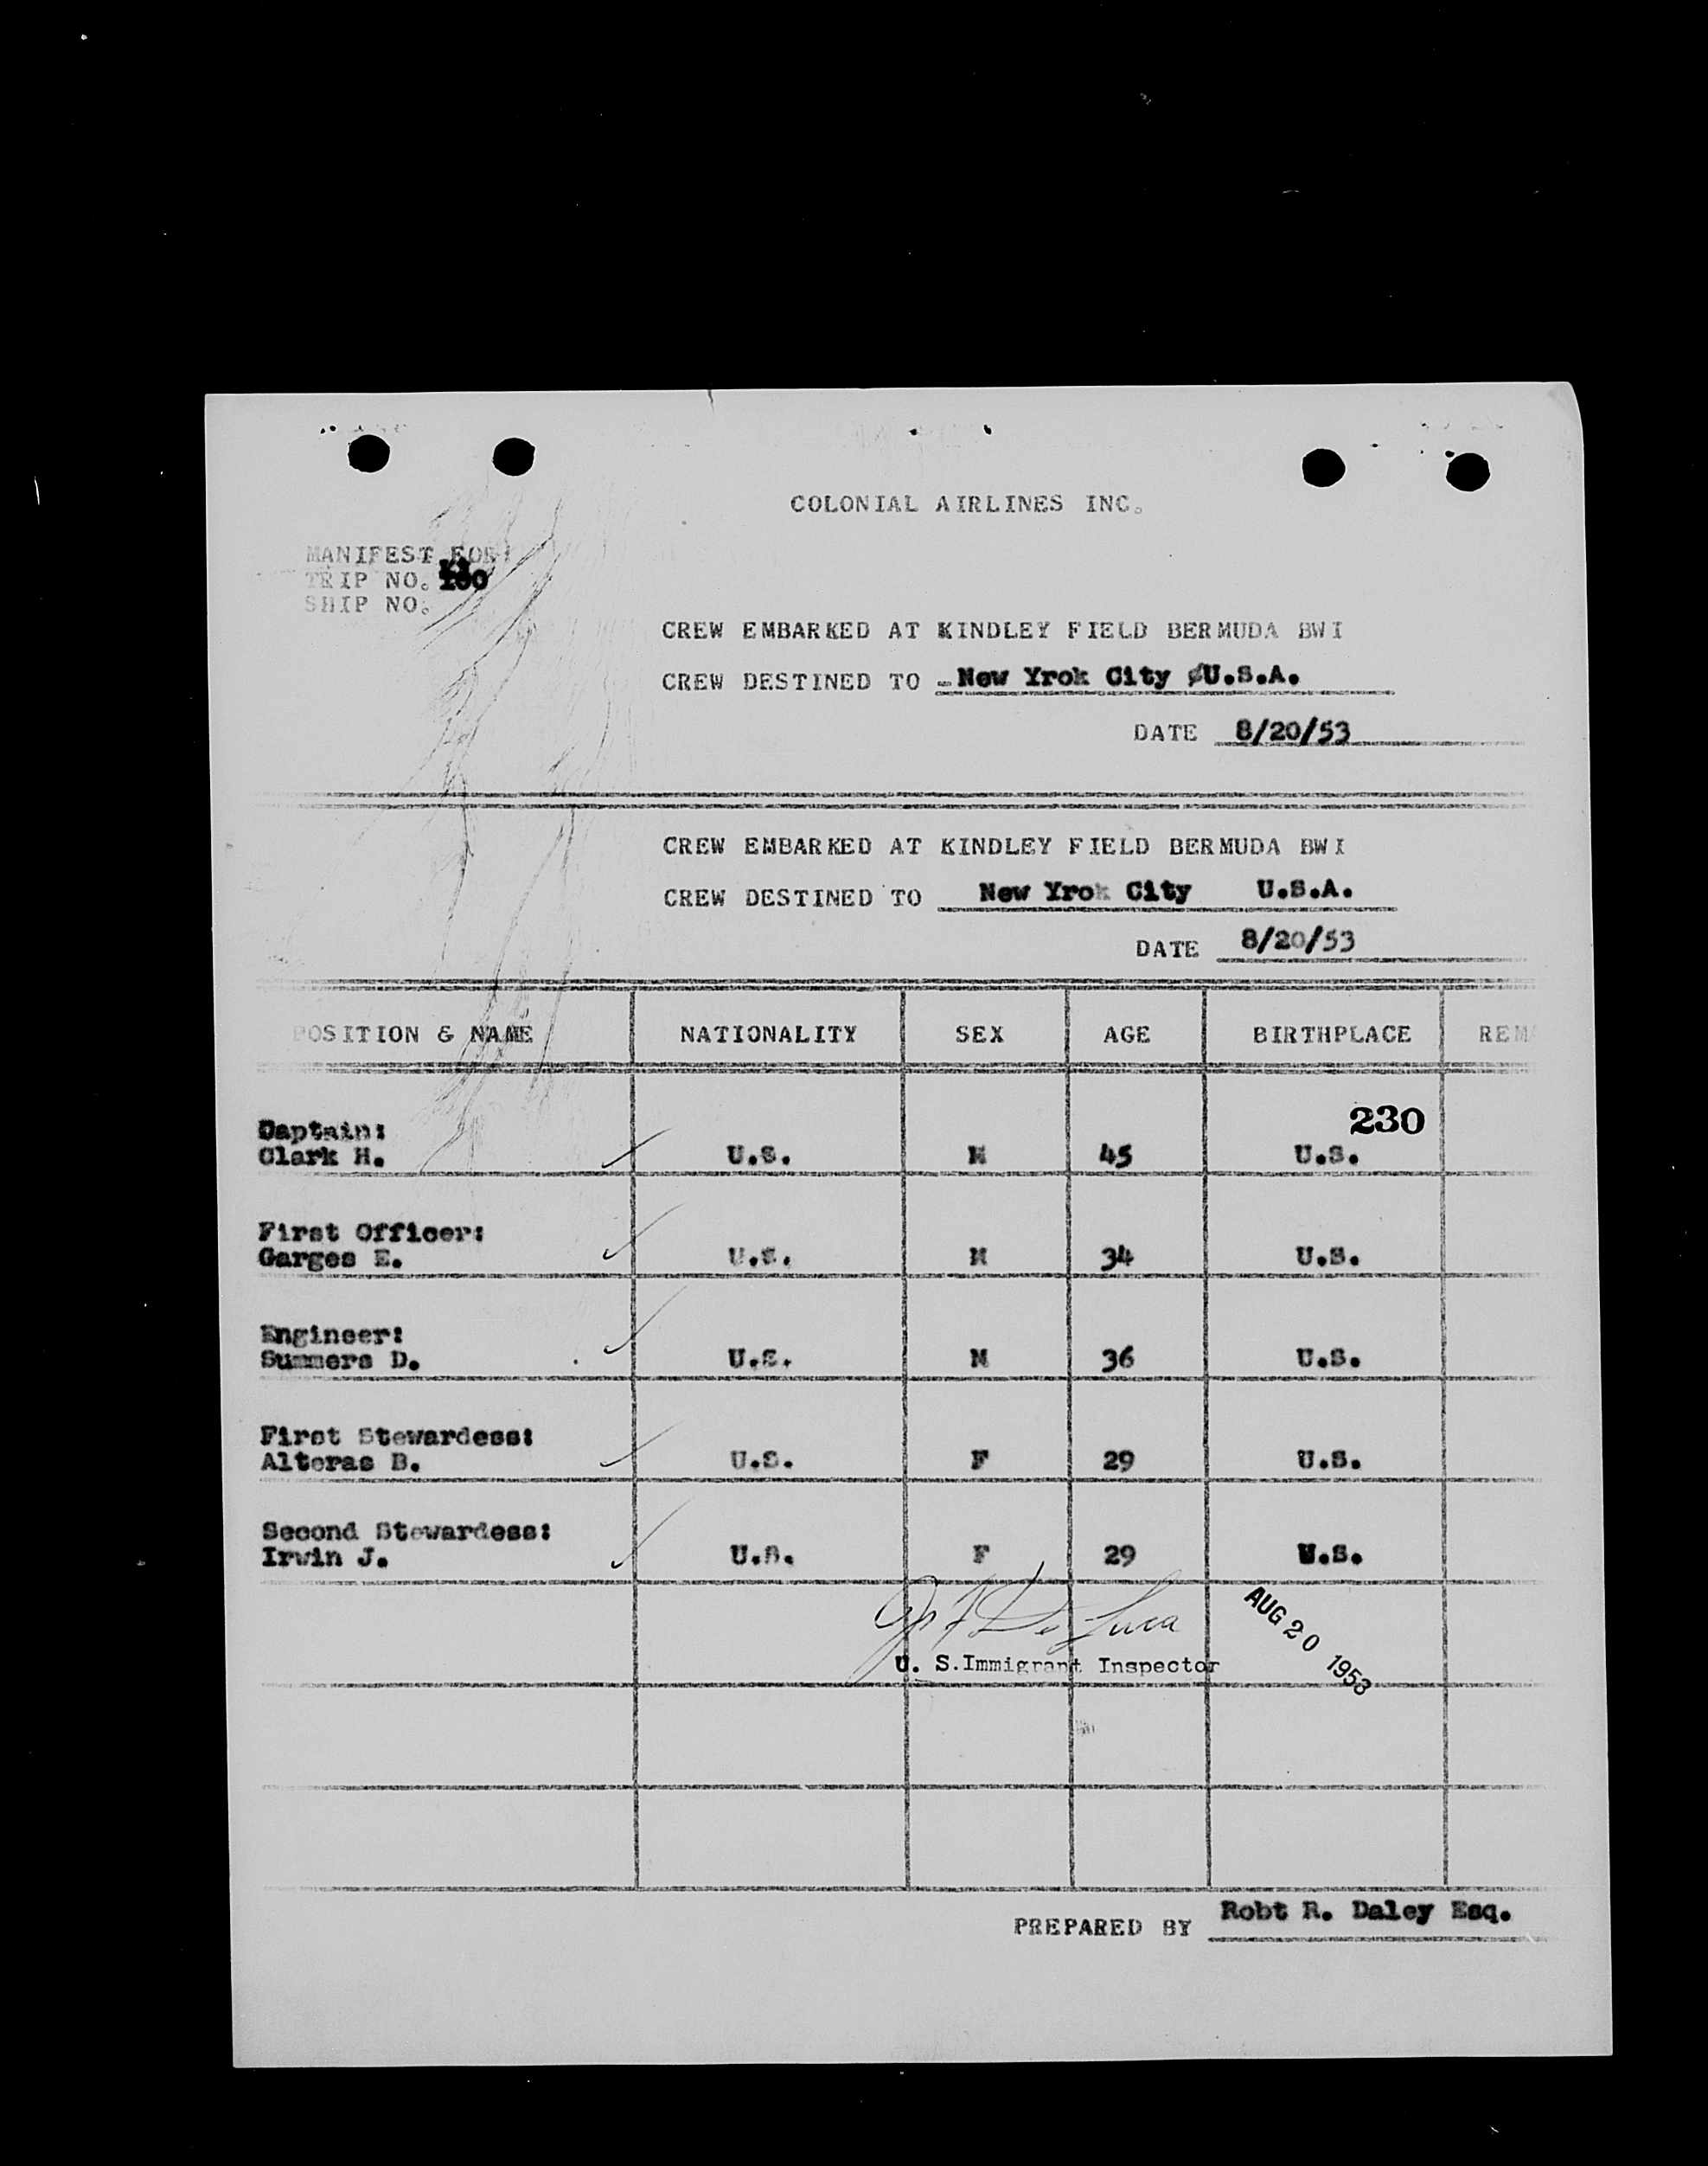 COLONIAL AIRLINES INC.
MANIFEST FOR:
TRIP NO.
SHIP NO.
CREW EMBARKED AT KINDLEY FIELD BERMUDA BWI
CREW DESTINED TO New Yrok City U.S.A.
DATE 8/20/53
CREW EMBARKED AT KINDLEY FIELD BERMUDA BWI
CREW DESTINED TO New Yrok City U.S.A.
DATE 8/20/53
POSITION & NAME NATIONALITY SEX AGE BIRTHPLACE REM
230
Captain:
Clark H. U.S. M 45 U.S.
First Officer:
Garges E. U.S. M 34 U.S.
Engineer:
Summers D. U.S. M 36 U.S.
First Stewardess:
Alteras B. U.S. F 29 U.S.
Second Stewardess:
Irwin J. U.S. F 29 U.S.
De Luca
U. S.Immigrant Inspector
AUG 20 1953
PREPARED BY Robt R. Daley Esq.